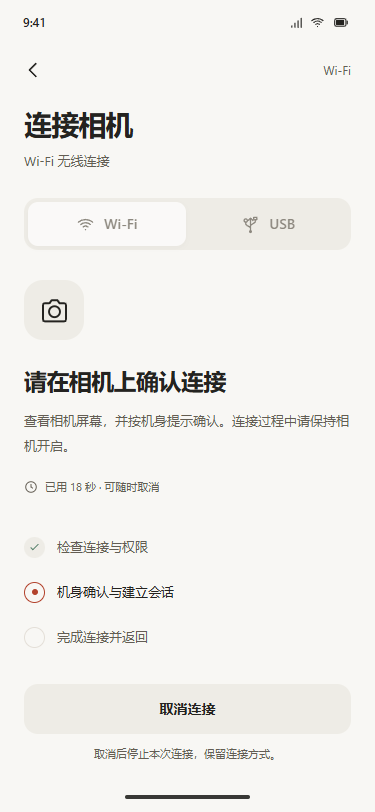 9:41
Wi-Fi
连接相机
Wi-Fi 无线连接
Wi-Fi
USB
请在相机上确认连接
查看相机屏幕，并按机身提示确认。连接过程中请保持相
机开启。
已用 18 秒 · 可随时取消
检查连接与权限
机身确认与建立会话
完成连接并返回
取消连接
取消后停止本次连接，保留连接方式。